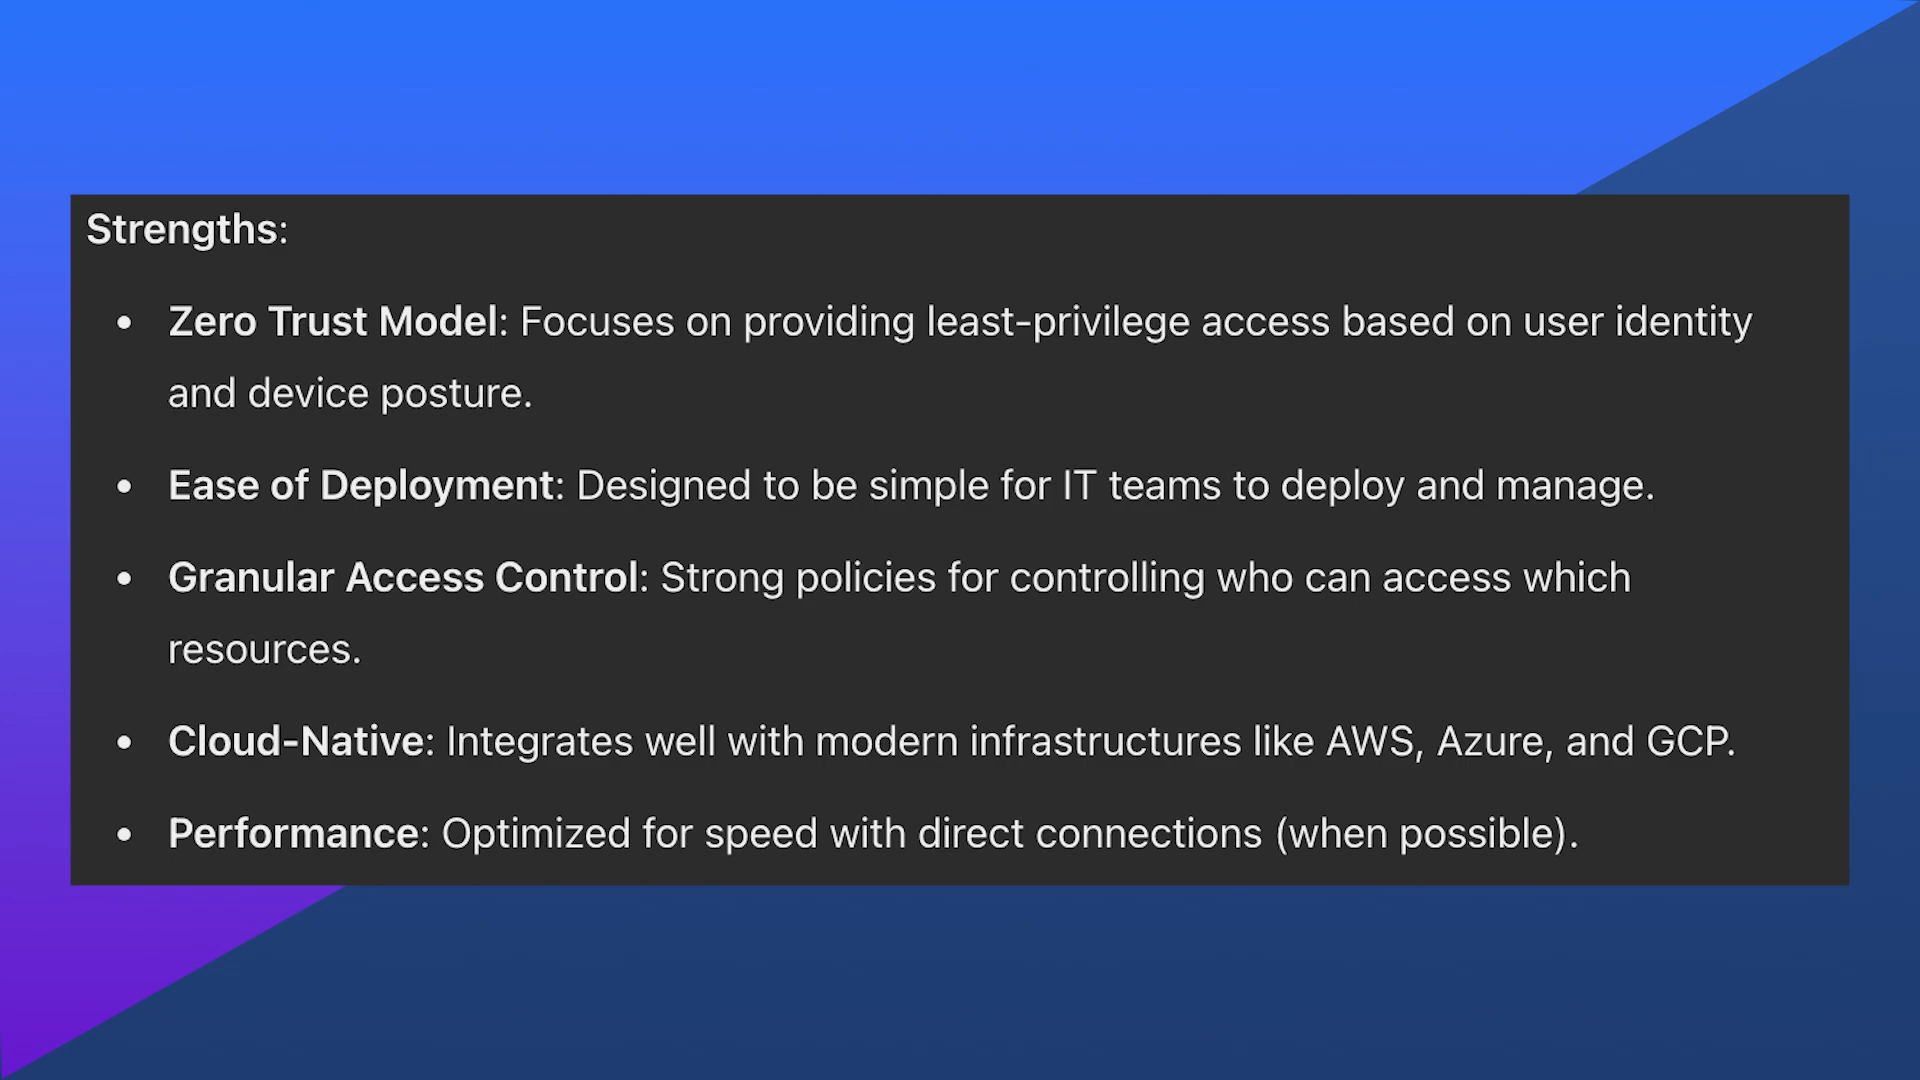 Strengths:
• Zero Trust Model: Focuses on providing least-privilege access based on user identity
and device posture.
• Ease of Deployment: Designed to be simple for IT teams to deploy and manage.
• Granular Access Control: Strong policies for controlling who can access which
resources.
• Cloud-Native: Integrates well with modern infrastructures like AWS, Azure, and GCP.
• Performance: Optimized for speed with direct connections (when possible).